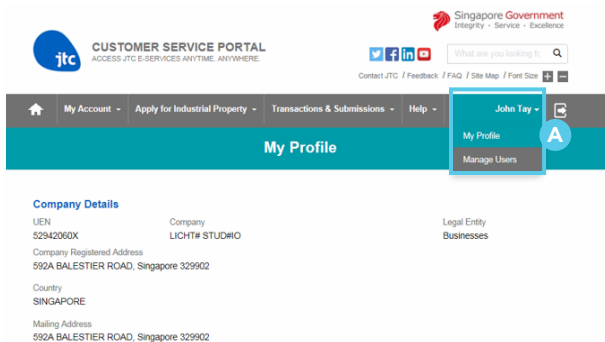 Singapore Government
Integrity · Service · Excellence
jtc
CUSTOMER SERVICE PORTAL
ACCESS JTC E-SERVICES ANYTIME. ANYWHERE.
What are you looking fc
Contact JTC / Feedback / FAQ / Site Map / Font Size + −
My Account Apply for Industrial Property Transactions & Submissions Help John Tay
My Profile
A
Manage Users
My Profile
Company Details
UEN Company Legal Entity
52942060X LICHT# STUD#IO Businesses
Company Registered Address
592A BALESTIER ROAD, Singapore 329902
Country
SINGAPORE
Mailing Address
592A BALESTIER ROAD, Singapore 329902